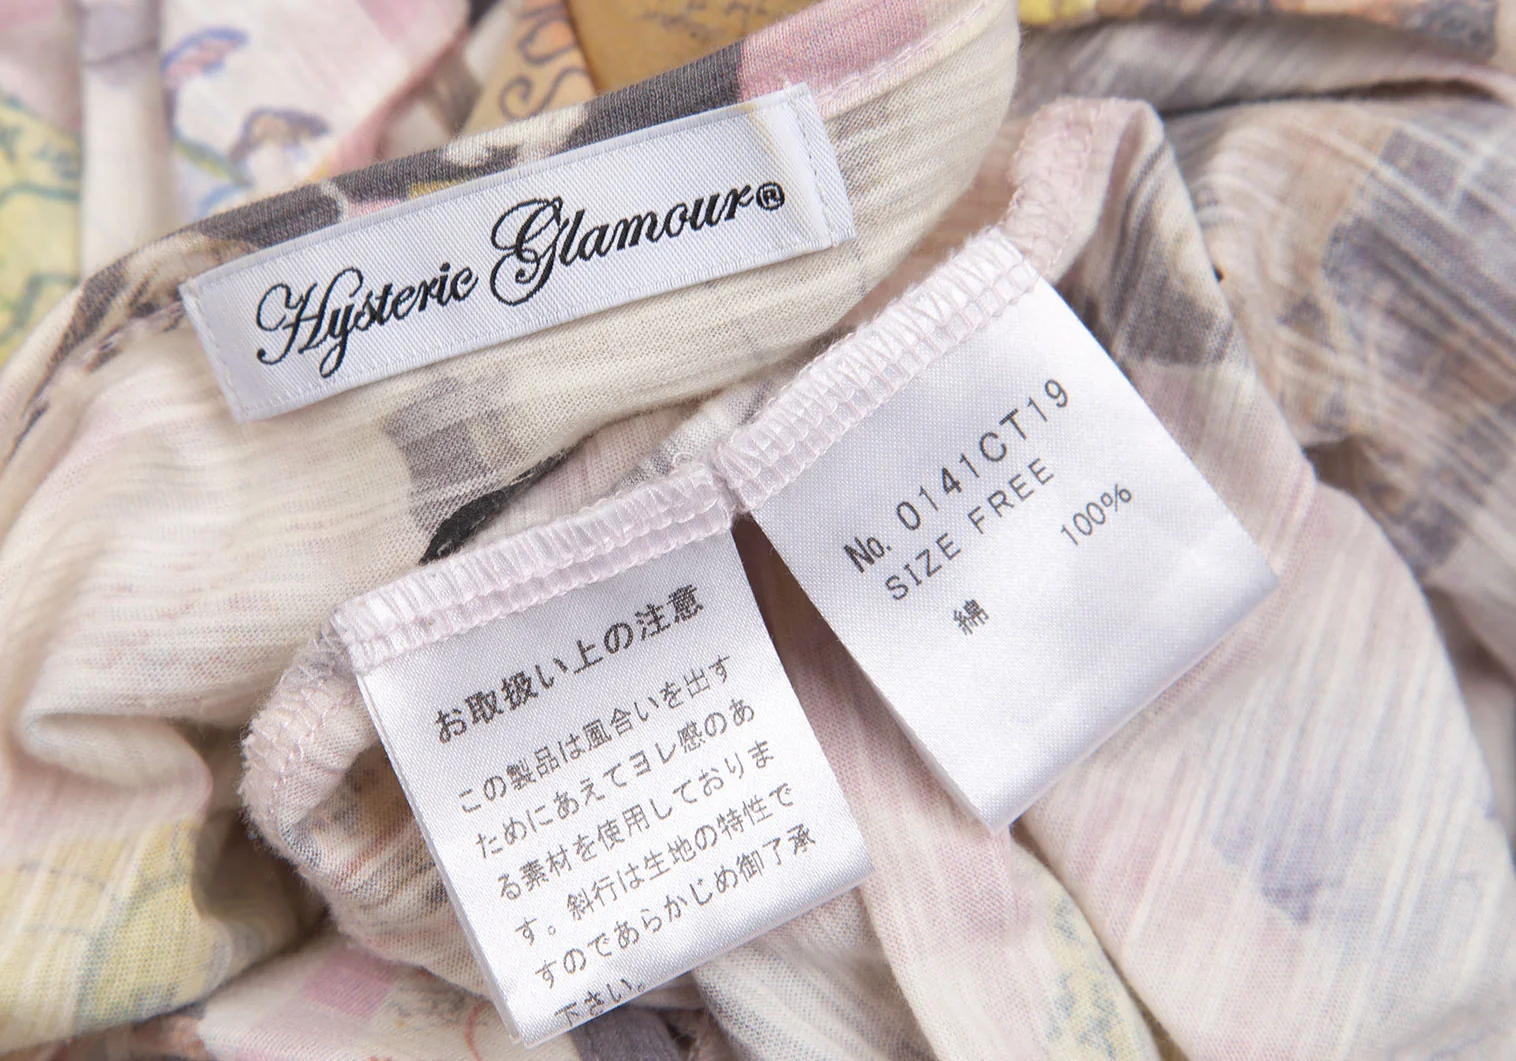 Hysteric Glamour®
No. 0141CT19
SIZE FREE
綿 100%
お取扱い上の注意
この製品は風合いを出す
ためにあえてヨレ感のあ
る素材を使用しておりま
す。斜行は生地の特性で
すのであらかじめ御了承
下さい。